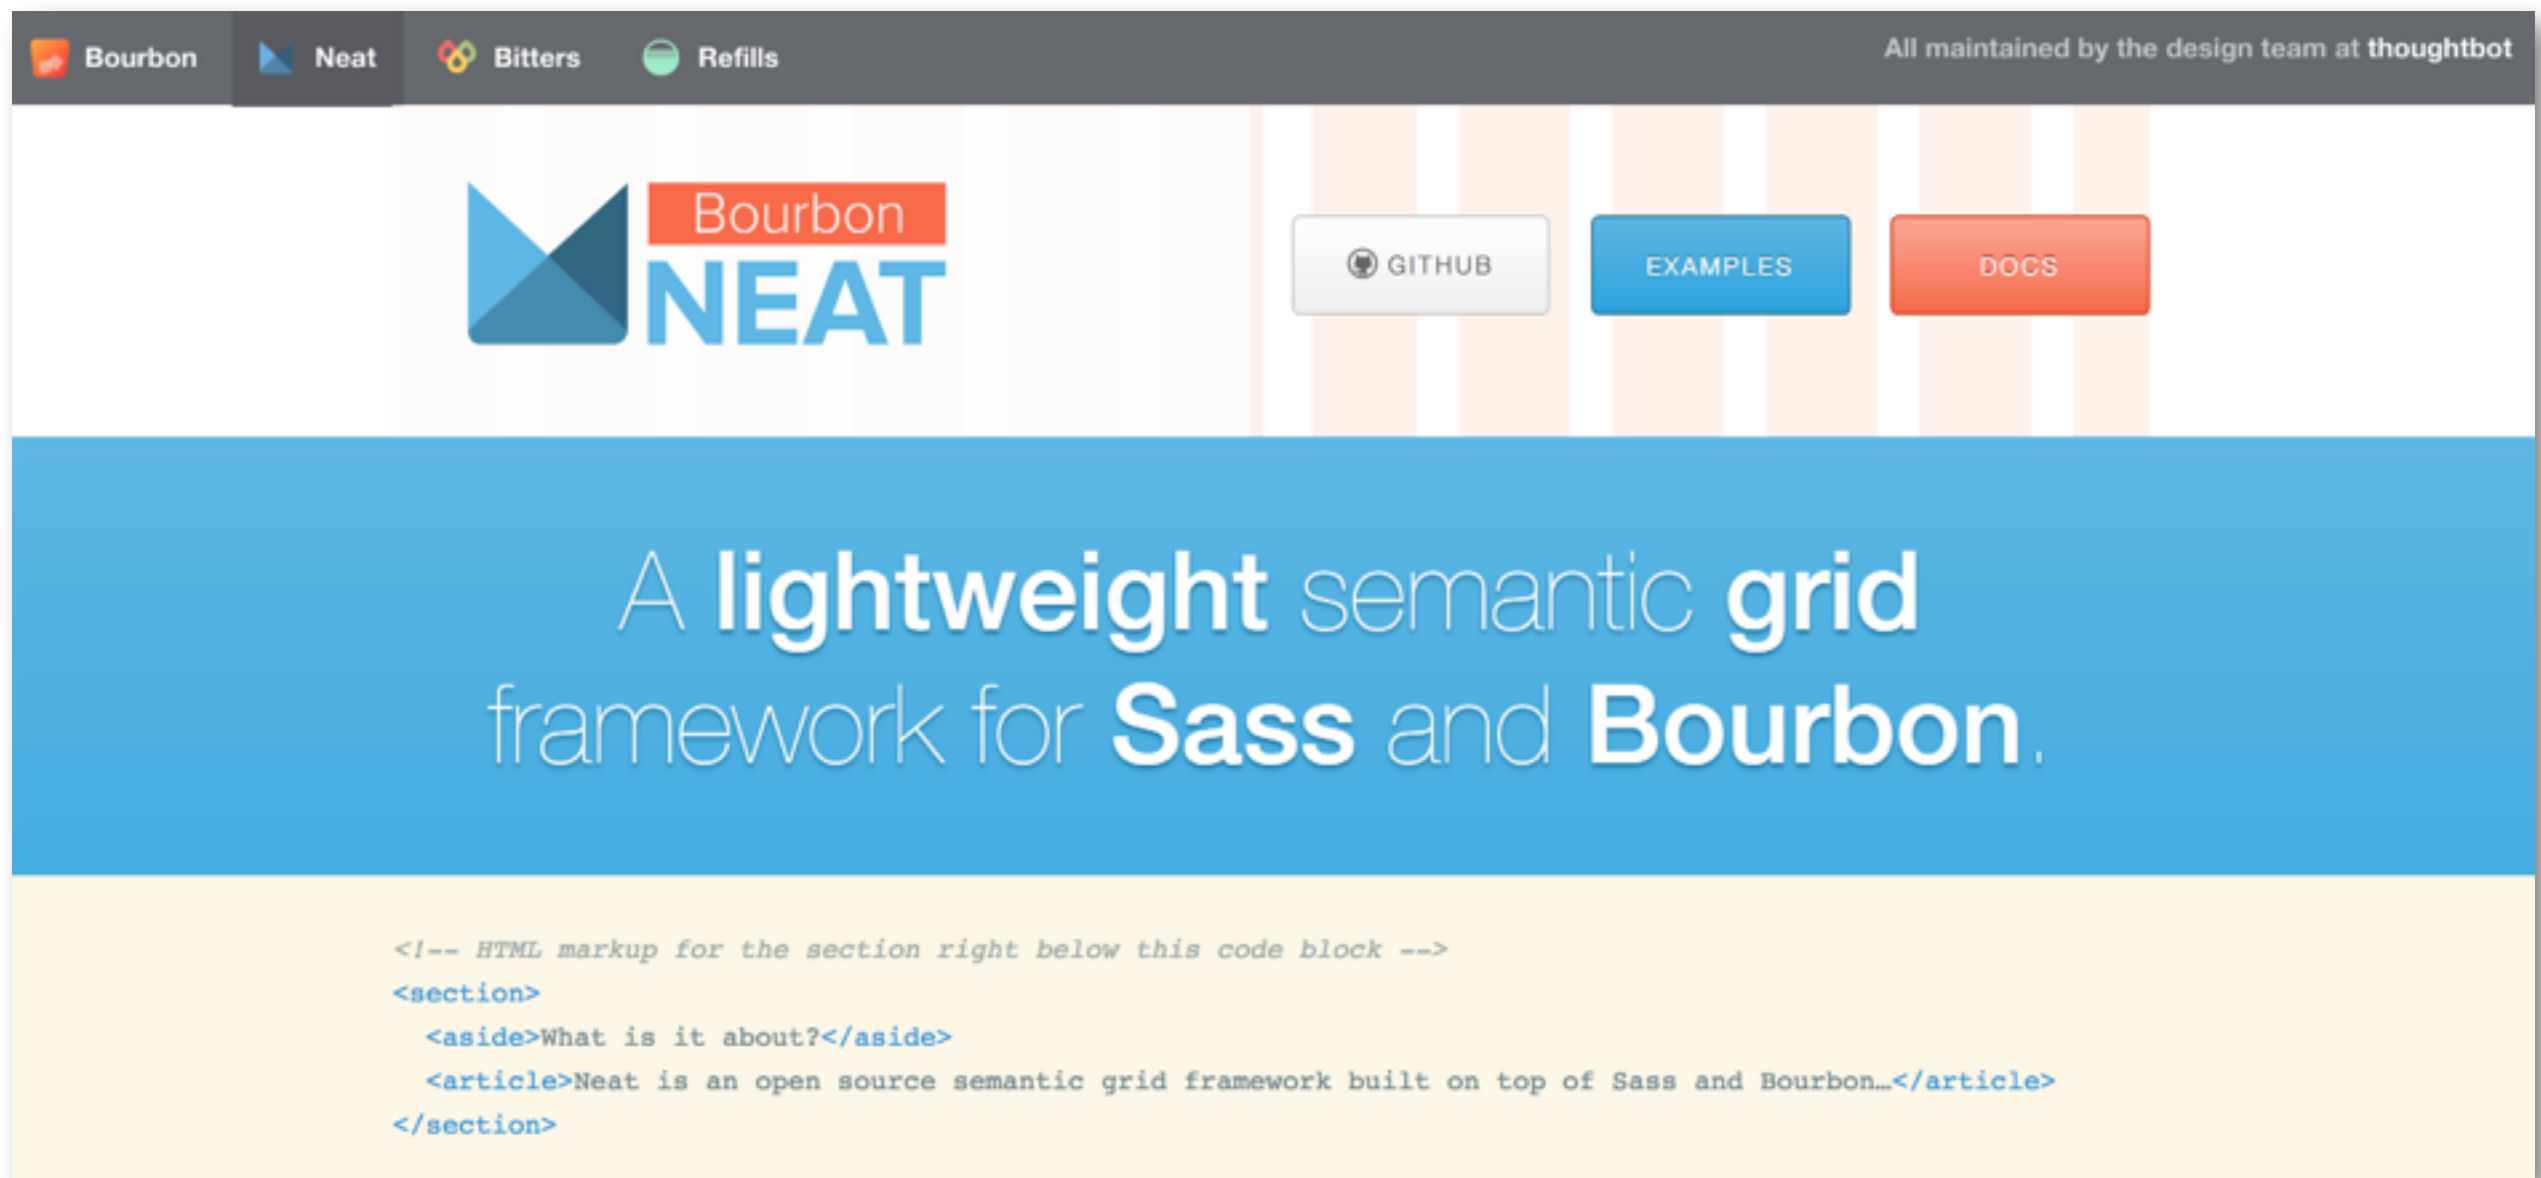 Bourbon Neat Bitters Refills All maintained by the design team at thoughtbot
Bourbon
NEAT
GITHUB EXAMPLES DOCS
A lightweight semantic grid
framework for Sass and Bourbon.
<!-- HTML markup for the section right below this code block -->
<section>
  <aside>What is it about?</aside>
  <article>Neat is an open source semantic grid framework built on top of Sass and Bourbon…</article>
</section>